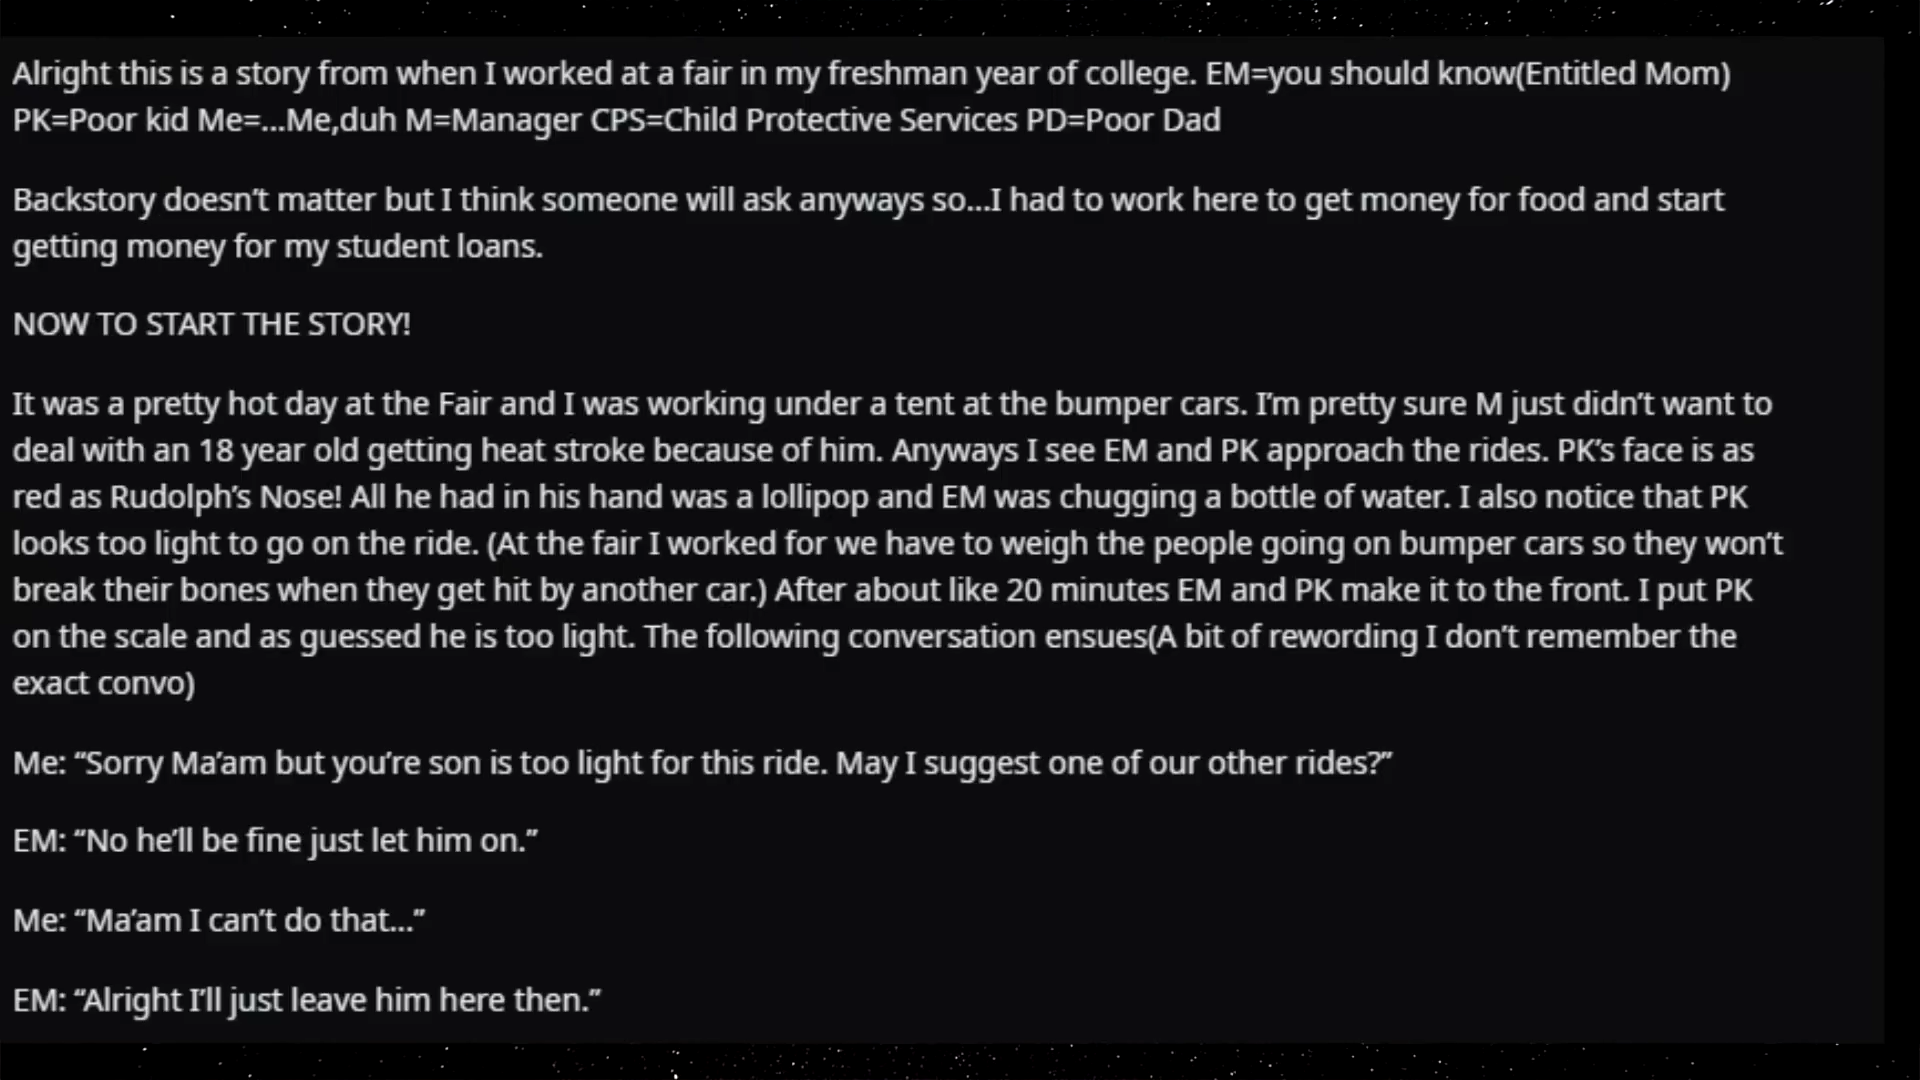 Alright this is a story from when I worked at a fair in my freshman year of college. EM=you should know(Entitled Mom)
PK=Poor kid Me=...Me,duh M=Manager CPS=Child Protective Services PD=Poor Dad
Backstory doesn’t matter but I think someone will ask anyways so...I had to work here to get money for food and start
getting money for my student loans.
NOW TO START THE STORY!
It was a pretty hot day at the Fair and I was working under a tent at the bumper cars. I’m pretty sure M just didn’t want to
deal with an 18 year old getting heat stroke because of him. Anyways I see EM and PK approach the rides. PK’s face is as
red as Rudolph’s Nose! All he had in his hand was a lollipop and EM was chugging a bottle of water. I also notice that PK
looks too light to go on the ride. (At the fair I worked for we have to weigh the people going on bumper cars so they won’t
break their bones when they get hit by another car.) After about like 20 minutes EM and PK make it to the front. I put PK
on the scale and as guessed he is too light. The following conversation ensues(A bit of rewording I don’t remember the
exact convo)
Me: “Sorry Ma’am but you’re son is too light for this ride. May I suggest one of our other rides?”
EM: “No he’ll be fine just let him on.”
Me: “Ma’am I can’t do that...”
EM: “Alright I’ll just leave him here then.”